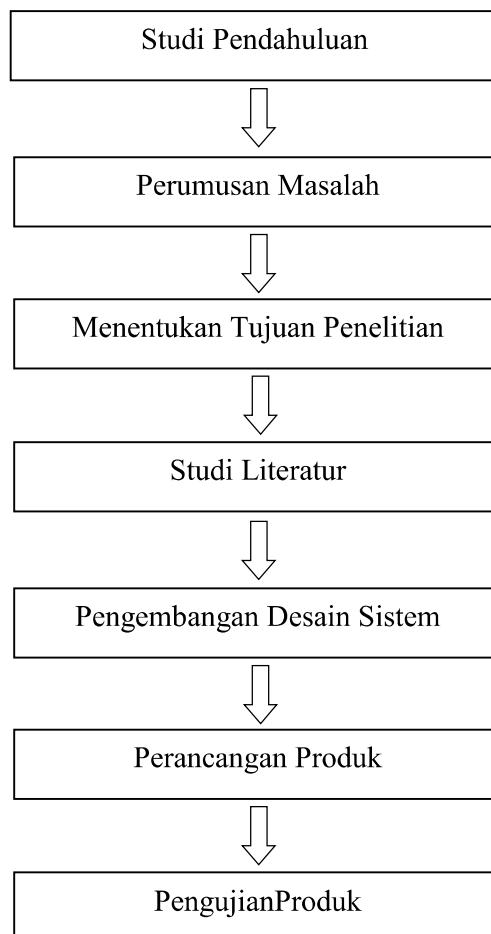 Studi Pendahuluan
Perumusan Masalah
Menentukan Tujuan Penelitian
Studi Literatur
Pengembangan Desain Sistem
Perancangan Produk
PengujianProduk